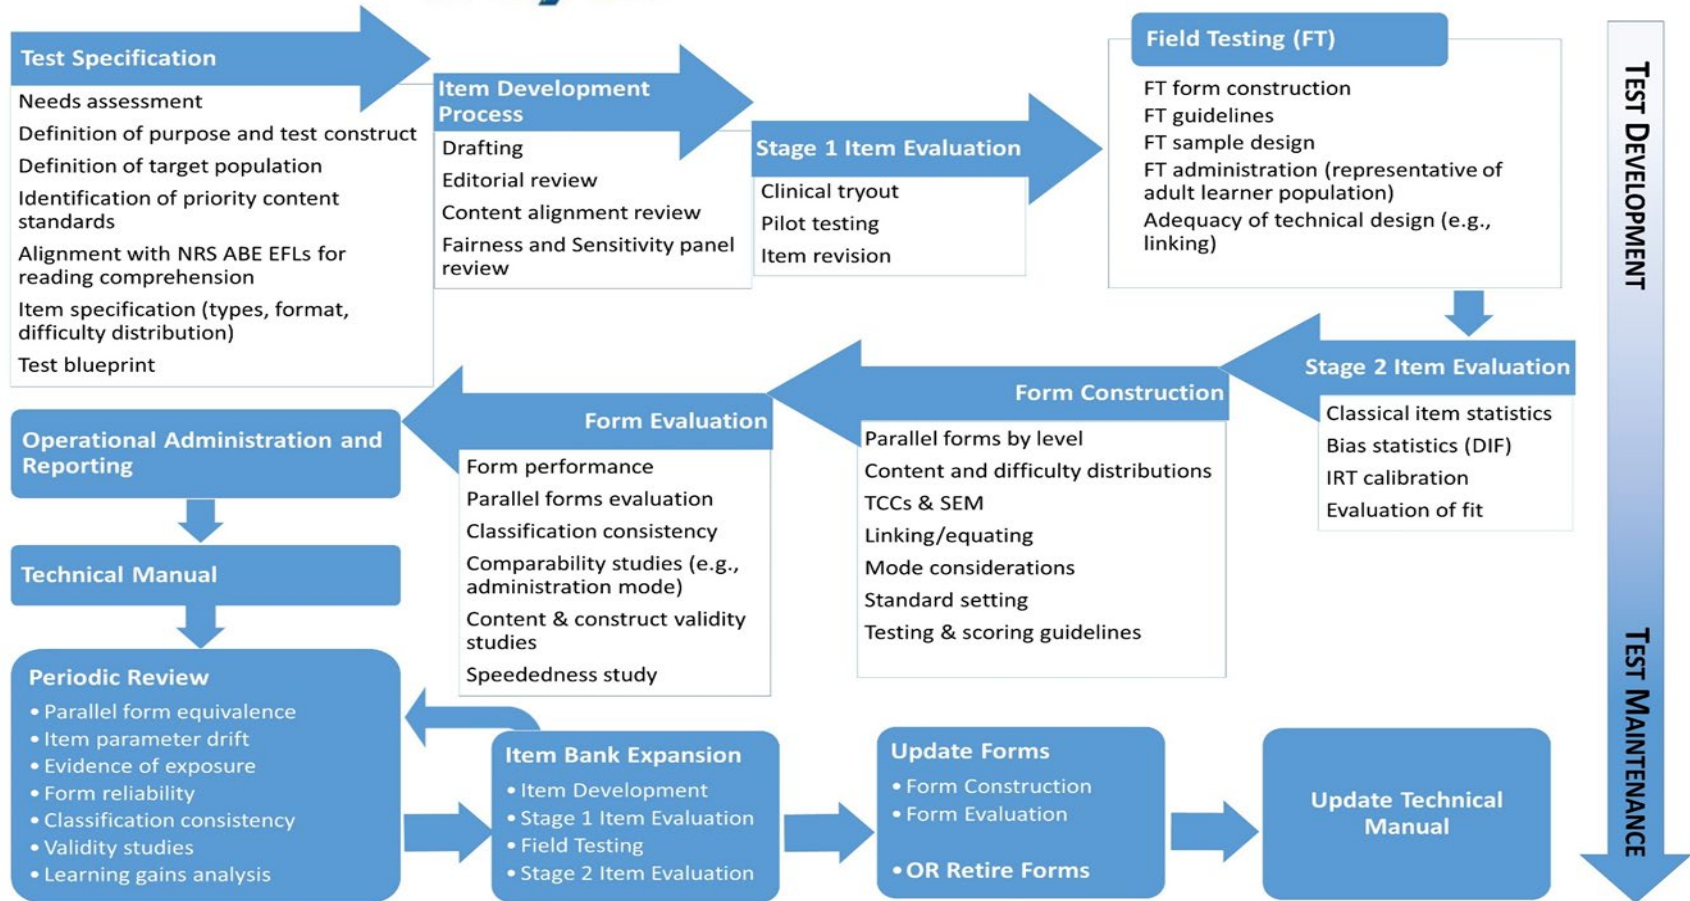 Test Specification
Needs assessment
Definition of purpose and test construct
Definition of target population
Identification of priority content
standards
Alignment with NRS ABE EFLs for
reading comprehension
Item specification (types, format,
difficulty distribution)
Test blueprint
Item Development
Process
Drafting
Editorial review
Content alignment review
Fairness and Sensitivity panel
review
Stage 1 Item Evaluation
Clinical tryout
Pilot testing
Item revision
Field Testing (FT)
FT form construction
FT guidelines
FT sample design
FT administration (representative of
adult learner population)
Adequacy of technical design (e.g.,
linking)
Stage 2 Item Evaluation
Classical item statistics
Bias statistics (DIF)
IRT calibration
Evaluation of fit
Form Construction
Parallel forms by level
Content and difficulty distributions
TCCs & SEM
Linking/equating
Mode considerations
Standard setting
Testing & scoring guidelines
Form Evaluation
Form performance
Parallel forms evaluation
Classification consistency
Comparability studies (e.g.,
administration mode)
Content & construct validity
studies
Speededness study
Operational Administration and
Reporting
Technical Manual
Periodic Review
• Parallel form equivalence
• Item parameter drift
• Evidence of exposure
• Form reliability
• Classification consistency
• Validity studies
• Learning gains analysis
Item Bank Expansion
• Item Development
• Stage 1 Item Evaluation
• Field Testing
• Stage 2 Item Evaluation
Update Forms
• Form Construction
• Form Evaluation
• OR Retire Forms
Update Technical
Manual
TEST DEVELOPMENT
TEST MAINTENANCE